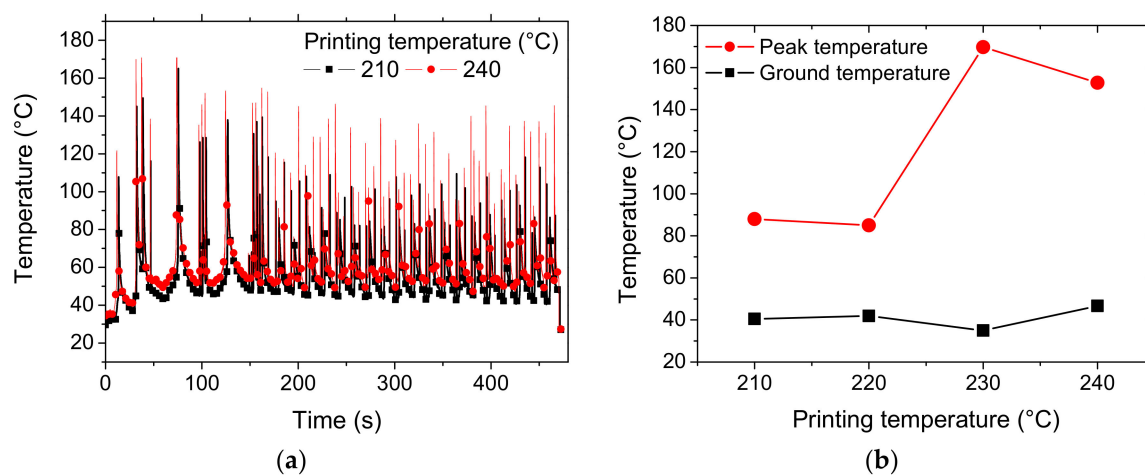 180
160
140
120
100
80
60
40
20
Temperature (°C)
Printing temperature (°C)
210 240
0 100 200 300 400
Time (s)
(a)
180
160
140
120
100
80
60
40
20
Temperature (°C)
Peak temperature
Ground temperature
210 220 230 240
Printing temperature (°C)
(b)